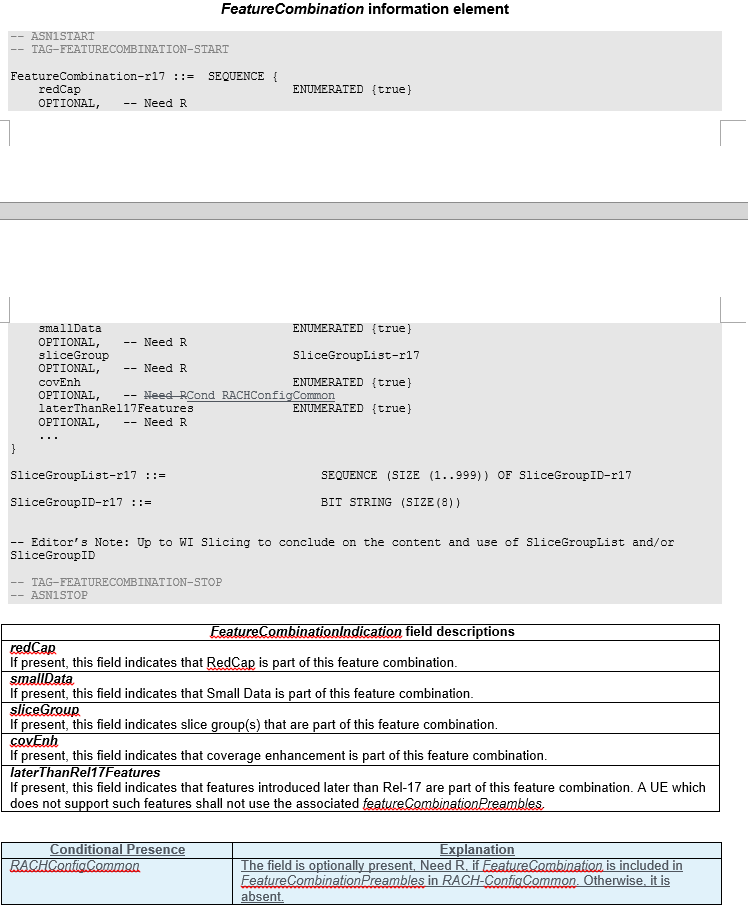 FeatureCombination information element
-- ASN1START
-- TAG-FEATURECOMBINATION-START
FeatureCombination-r17 ::= SEQUENCE {
redCap ENUMERATED {true}
OPTIONAL, -- Need R
smallData ENUMERATED {true}
OPTIONAL, -- Need R
sliceGroup SliceGroupList-r17
OPTIONAL, -- Need R
covEnh ENUMERATED {true}
OPTIONAL, -- Need RCond RACHConfigCommon
laterThanRel17Features ENUMERATED {true}
OPTIONAL, -- Need R
...
}
SliceGroupList-r17 ::= SEQUENCE (SIZE (1..999)) OF SliceGroupID-r17
SliceGroupID-r17 ::= BIT STRING (SIZE(8))
-- Editor's Note: Up to WI Slicing to conclude on the content and use of SliceGroupList and/or
SliceGroupID
-- TAG-FEATURECOMBINATION-STOP
-- ASN1STOP
FeatureCombinationIndication field descriptions
redCap
If present, this field indicates that RedCap is part of this feature combination.
smallData
If present, this field indicates that Small Data is part of this feature combination.
sliceGroup
If present, this field indicates slice group(s) that are part of this feature combination.
covEnh
If present, this field indicates that coverage enhancement is part of this feature combination.
laterThanRel17Features
If present, this field indicates that features introduced later than Rel-17 are part of this feature combination. A UE which
does not support such features shall not use the associated featureCombinationPreambles.
Conditional Presence Explanation
RACHConfigCommon The field is optionally present, Need R, if FeatureCombination is included in
FeatureCombinationPreambles in RACH-ConfigCommon. Otherwise, it is
absent.